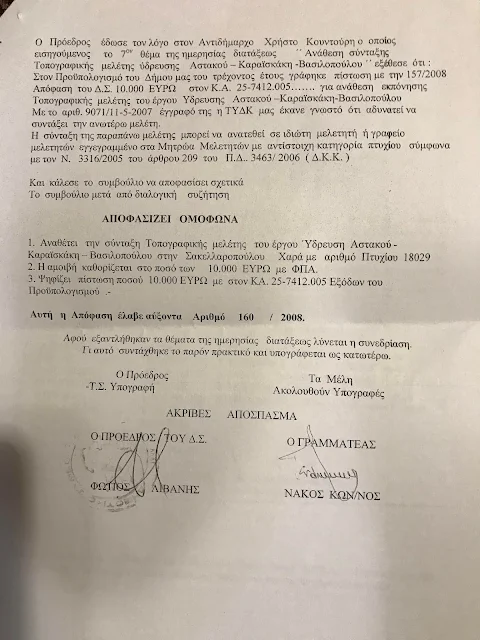 Ο Πρόεδρος έδωσε τον λόγο στον Αντιδήμαρχο Χρήστο Κουντούρη ο οποίος
εισηγούμενος το 7ον θέμα της ημερησίας διατάξεως ΄΄ Ανάθεση σύνταξης
Τοπογραφικής μελέτης ύδρευσης Αστακού – Καραϊσκάκη -Βασιλοπούλου ΄΄ εξέθεσε ότι :
Στον Προϋπολογισμό του Δήμου μας του τρέχοντος έτους γράφηκε πίστωση με την 157/2008
Απόφαση του Δ.Σ. 10.000 ΕΥΡΩ στον Κ.Α. 25-7412.005……. για ανάθεση εκπόνησης
Τοπογραφικής μελέτης του έργου Ύδρευσης Αστακού –Καραϊσκάκη-Βασιλοπούλου
Με το αριθ. 9071/11-5-2007 έγγραφό της η ΤΥΔΚ μας έκανε γνωστό ότι αδυνατεί να
συντάξει την ανωτέρω μελέτη.
Η σύνταξη της παραπάνω μελέτης μπορεί να ανατεθεί σε ιδιώτη μελετητή ή γραφείο
μελετητών εγγεγραμμένο στα Μητρώα Μελετητών με αντίστοιχη κατηγορία πτυχίου σύμφωνα
με τον Ν. 3316/2005 του άρθρου 209 του Π.Δ.. 3463/ 2006 ( Δ.Κ.Κ. )
Και κάλεσε το συμβούλιο να αποφασίσει σχετικά
Το συμβούλιο μετά από διαλογική συζήτηση
ΑΠΟΦΑΣΙΖΕΙ ΟΜΟΦΩΝΑ
1. Αναθέτει την σύνταξη Τοπογραφικής μελέτης του έργου Ύδρευση Αστακού -
Καραϊσκάκη – Βασιλοπούλου στην Σακελλαροπούλου Χαρά με αριθμό Πτυχίου 18029
2. Η αμοιβή καθορίζεται στο ποσό των 10.000 ΕΥΡΩ με ΦΠΑ.
3. Ψηφίζει πίστωση ποσού 10.000 ΕΥΡΩ με στον ΚΑ. 25-7412.005 Εξόδων του
Προϋπολογισμού .-
Αυτή η Απόφαση έλαβε αύξοντα Αριθμό 160 / 2008.
Αφού εξαντλήθηκαν τα θέματα της ημερησίας διατάξεως λύνεται η συνεδρίαση.
Γι αυτό συντάχθηκε το παρόν πρακτικό και υπογράφεται ως κατωτέρω.
Ο Πρόεδρος Τα Μέλη
-Τ.Σ. Υπογραφή Ακολουθούν Υπογραφές
ΑΚΡΙΒΕΣ ΑΠΟΣΠΑΣΜΑ
Ο ΠΡΟΕΔΡΟΣ ΤΟΥ Δ.Σ. Ο ΓΡΑΜΜΑΤΕΑΣ
ΦΩΤΙΟΣ ΛΙΒΑΝΗΣ ΝΑΚΟΣ ΚΩΝ/ΝΟΣ